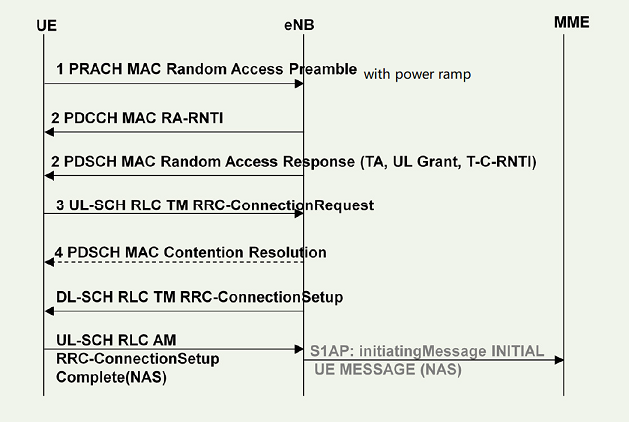 UE eNB MME
1 PRACH MAC Random Access Preamble with power ramp
2 PDCCH MAC RA-RNTI
2 PDSCH MAC Random Access Response (TA, UL Grant, T-C-RNTI)
3 UL-SCH RLC TM RRC-ConnectionRequest
4 PDSCH MAC Contention Resolution
DL-SCH RLC TM RRC-ConnectionSetup
UL-SCH RLC AM
RRC-ConnectionSetup
Complete(NAS)
S1AP: initiatingMessage INITIAL
UE MESSAGE (NAS)